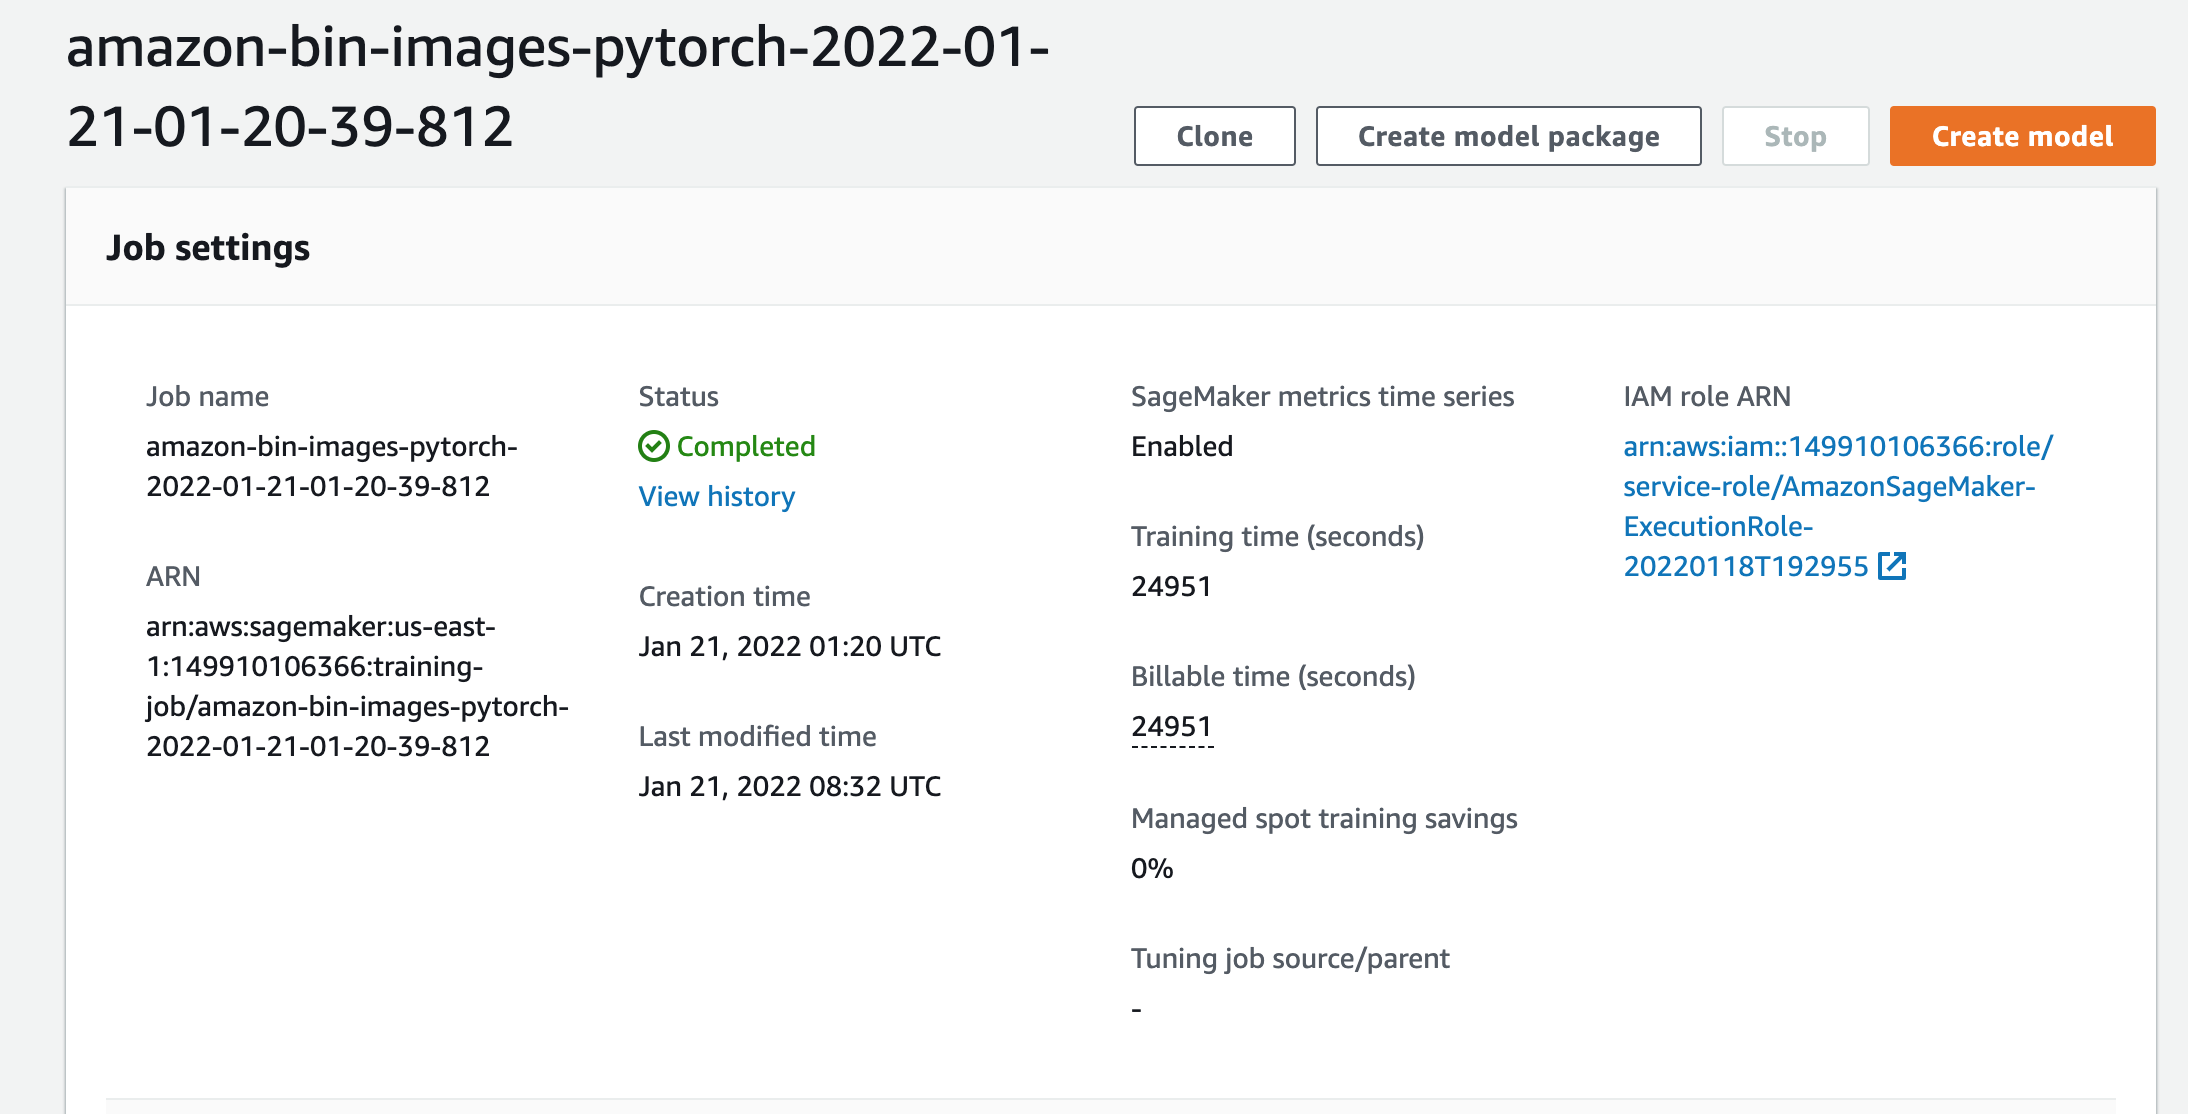 amazon-bin-images-pytorch-2022-01-
21-01-20-39-812
Clone
Create model package
Stop
Create model
Job settings
Job name
amazon-bin-images-pytorch-
2022-01-21-01-20-39-812
ARN
arn:aws:sagemaker:us-east-
1:149910106366:training-
job/amazon-bin-images-pytorch-
2022-01-21-01-20-39-812
Status
Completed
View history
Creation time
Jan 21, 2022 01:20 UTC
Last modified time
Jan 21, 2022 08:32 UTC
SageMaker metrics time series
Enabled
Training time (seconds)
24951
Billable time (seconds)
24951
Managed spot training savings
0%
Tuning job source/parent
-
IAM role ARN
arn:aws:iam::149910106366:role/
service-role/AmazonSageMaker-
ExecutionRole-
20220118T192955